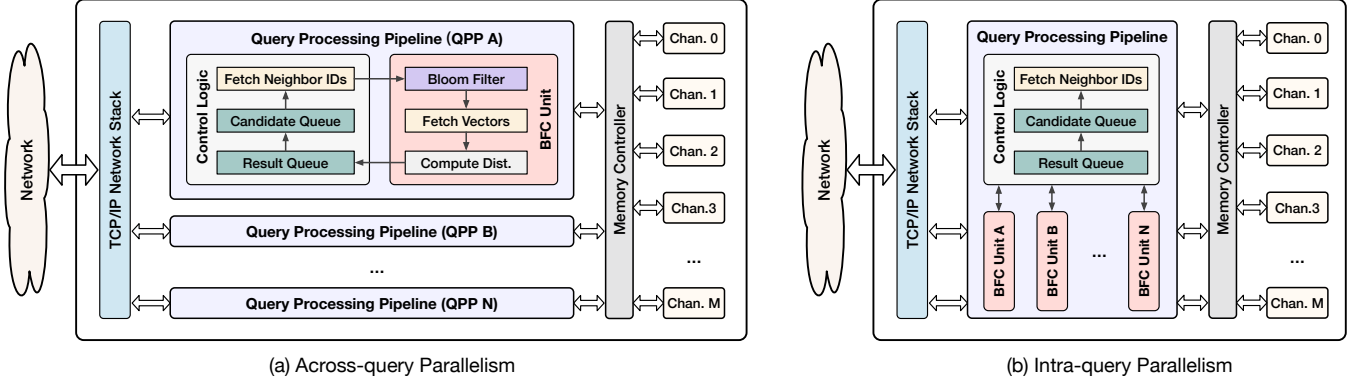 Network
TCP/IP Network Stack
Query Processing Pipeline (QPP A)
Control Logic
Fetch Neighbor IDs
Candidate Queue
Result Queue
Bloom Filter
Fetch Vectors
Compute Dist.
BFC Unit
Query Processing Pipeline (QPP B)
...
Query Processing Pipeline (QPP N)
Memory Controller
Chan. 0
Chan. 1
Chan. 2
Chan.3
...
Chan. M
(a) Across-query Parallelism
Network
TCP/IP Network Stack
Query Processing Pipeline
Control Logic
Fetch Neighbor IDs
Candidate Queue
Result Queue
BFC Unit A
BFC Unit B
...
BFC Unit N
Memory Controller
Chan. 0
Chan. 1
Chan. 2
Chan.3
...
Chan. M
(b) Intra-query Parallelism